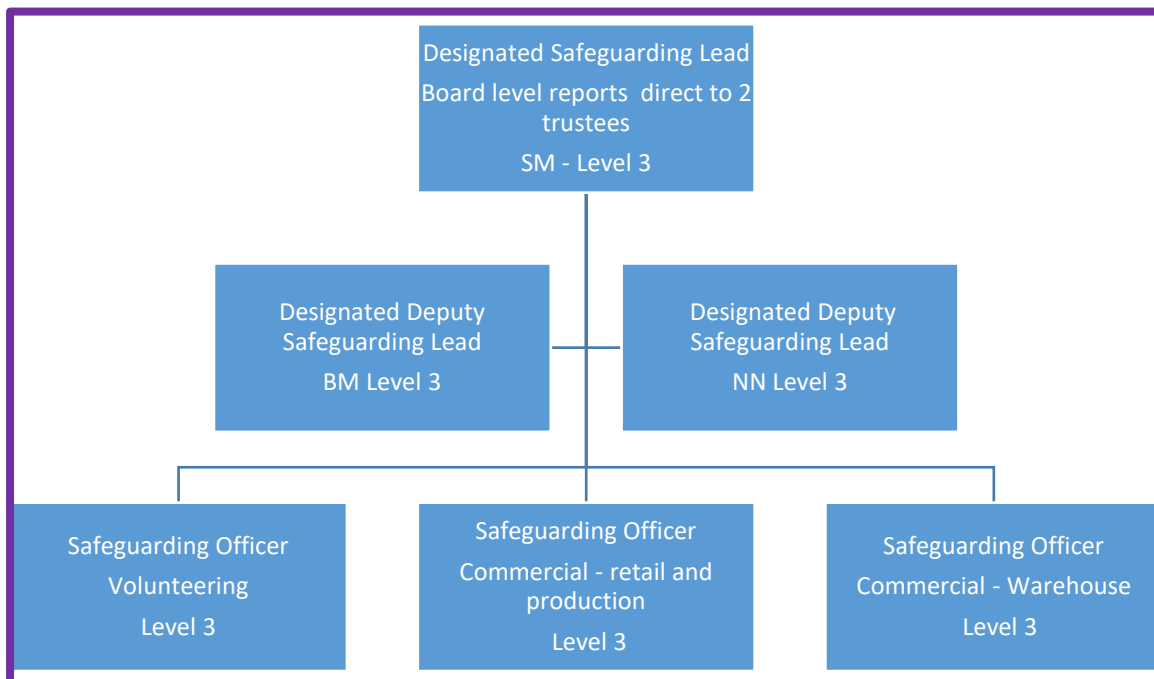 Designated Safeguarding Lead
Board level reports  direct to 2
trustees
SM - Level 3
Designated Deputy
Safeguarding Lead
BM Level 3
Designated Deputy
Safeguarding Lead
NN Level 3
Safeguarding Officer
Volunteering
Level 3
Safeguarding Officer
Commercial - retail and
production
Level 3
Safeguarding Officer
Commercial - Warehouse
Level 3